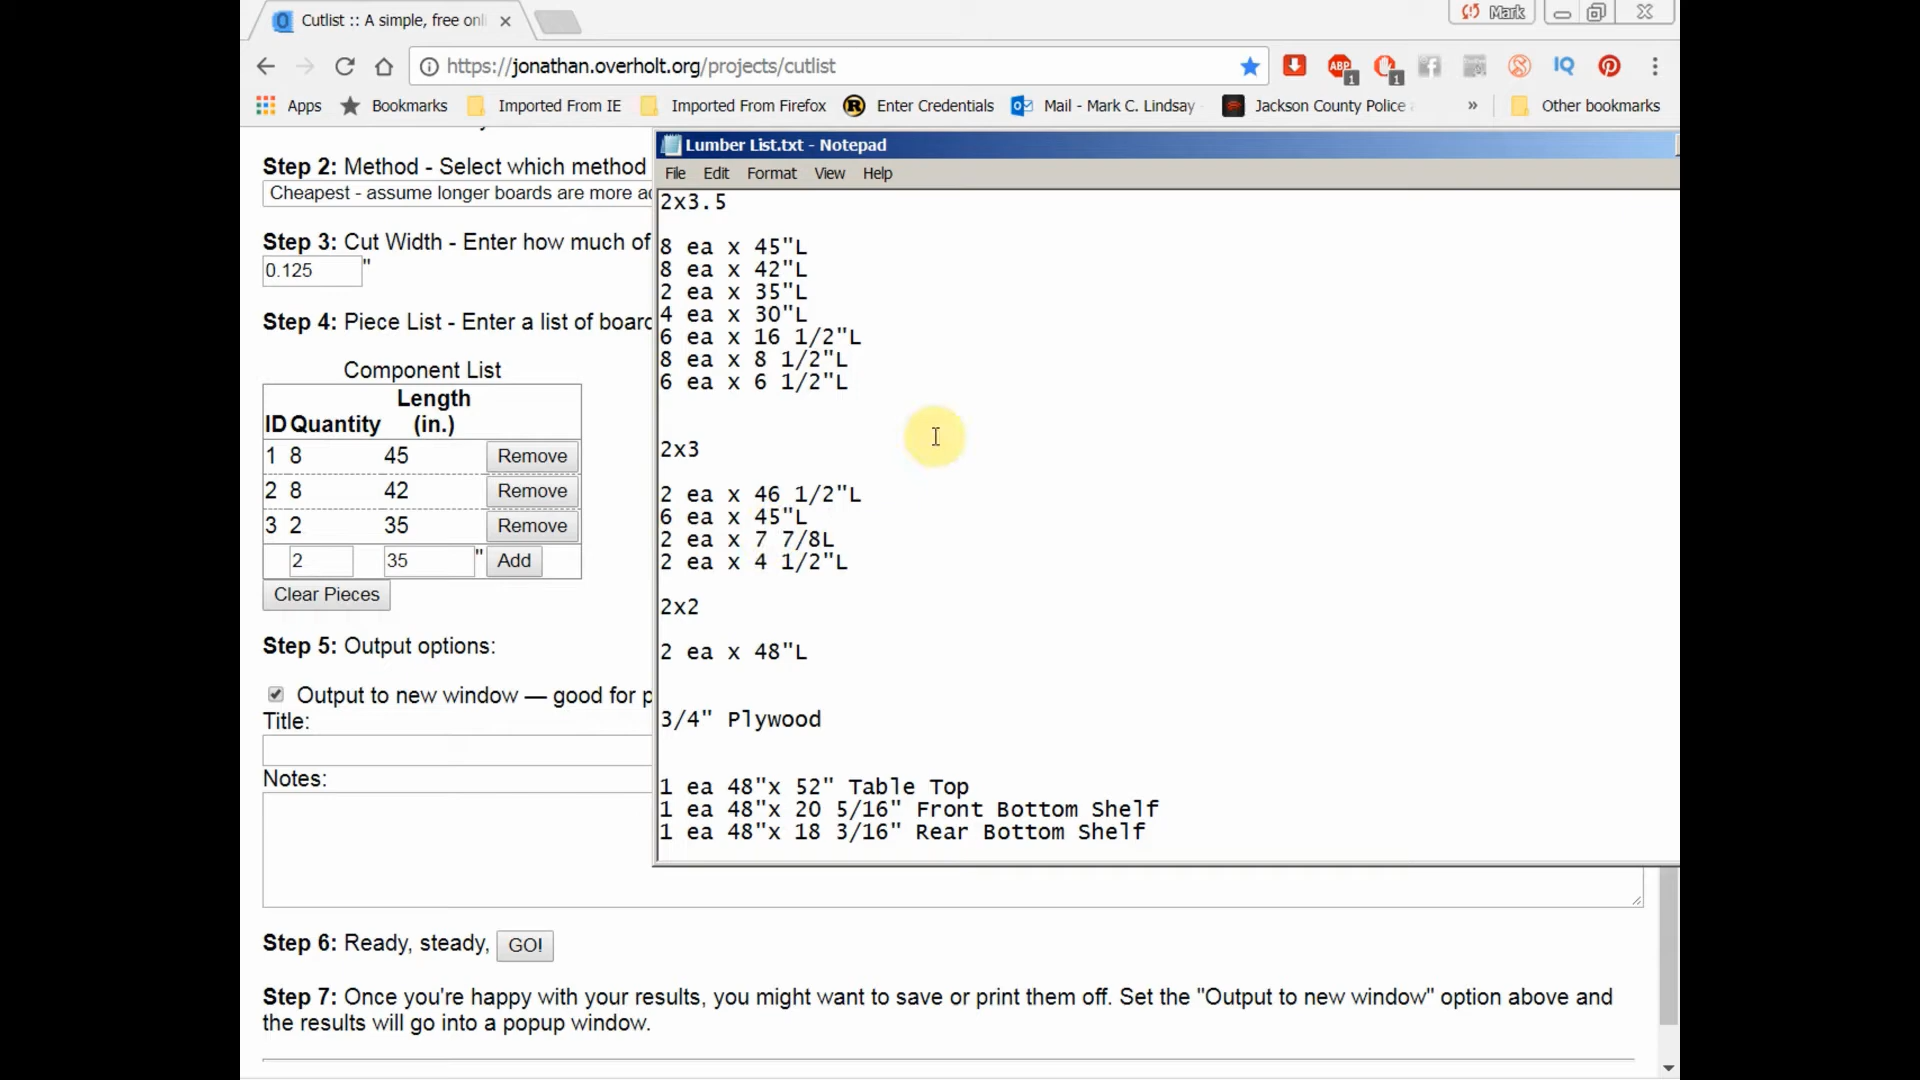 Cutlist :: A simple, free onl
Mark
https://jonathan.overholt.org/projects/cutlist
ABP
1
1
IQ
Apps
Bookmarks
Imported From IE
Imported From Firefox
R
Enter Credentials
Mail - Mark C. Lindsay
Jackson County Police
»
Other bookmarks
Step 2: Method - Select which method
Cheapest - assume longer boards are more
Step 3: Cut Width - Enter how much of
0.125
"
Step 4: Piece List - Enter a list of board
Component List
ID Quantity Length (in.)
1 8 45 Remove
2 8 42 Remove
3 2 35 Remove
2 35 " Add
Clear Pieces
Step 5: Output options:
Output to new window — good for p
Title:
Notes:
Step 6: Ready, steady, GO!
Step 7: Once you're happy with your results, you might want to save or print them off. Set the "Output to new window" option above and
the results will go into a popup window.
Lumber List.txt - Notepad
File Edit Format View Help
2x3.5
8 ea x 45"L
8 ea x 42"L
2 ea x 35"L
4 ea x 30"L
6 ea x 16 1/2"L
8 ea x 8 1/2"L
6 ea x 6 1/2"L
2x3
2 ea x 46 1/2"L
6 ea x 45"L
2 ea x 7 7/8L
2 ea x 4 1/2"L
2x2
2 ea x 48"L
3/4" Plywood
1 ea 48"x 52" Table Top
1 ea 48"x 20 5/16" Front Bottom Shelf
1 ea 48"x 18 3/16" Rear Bottom Shelf